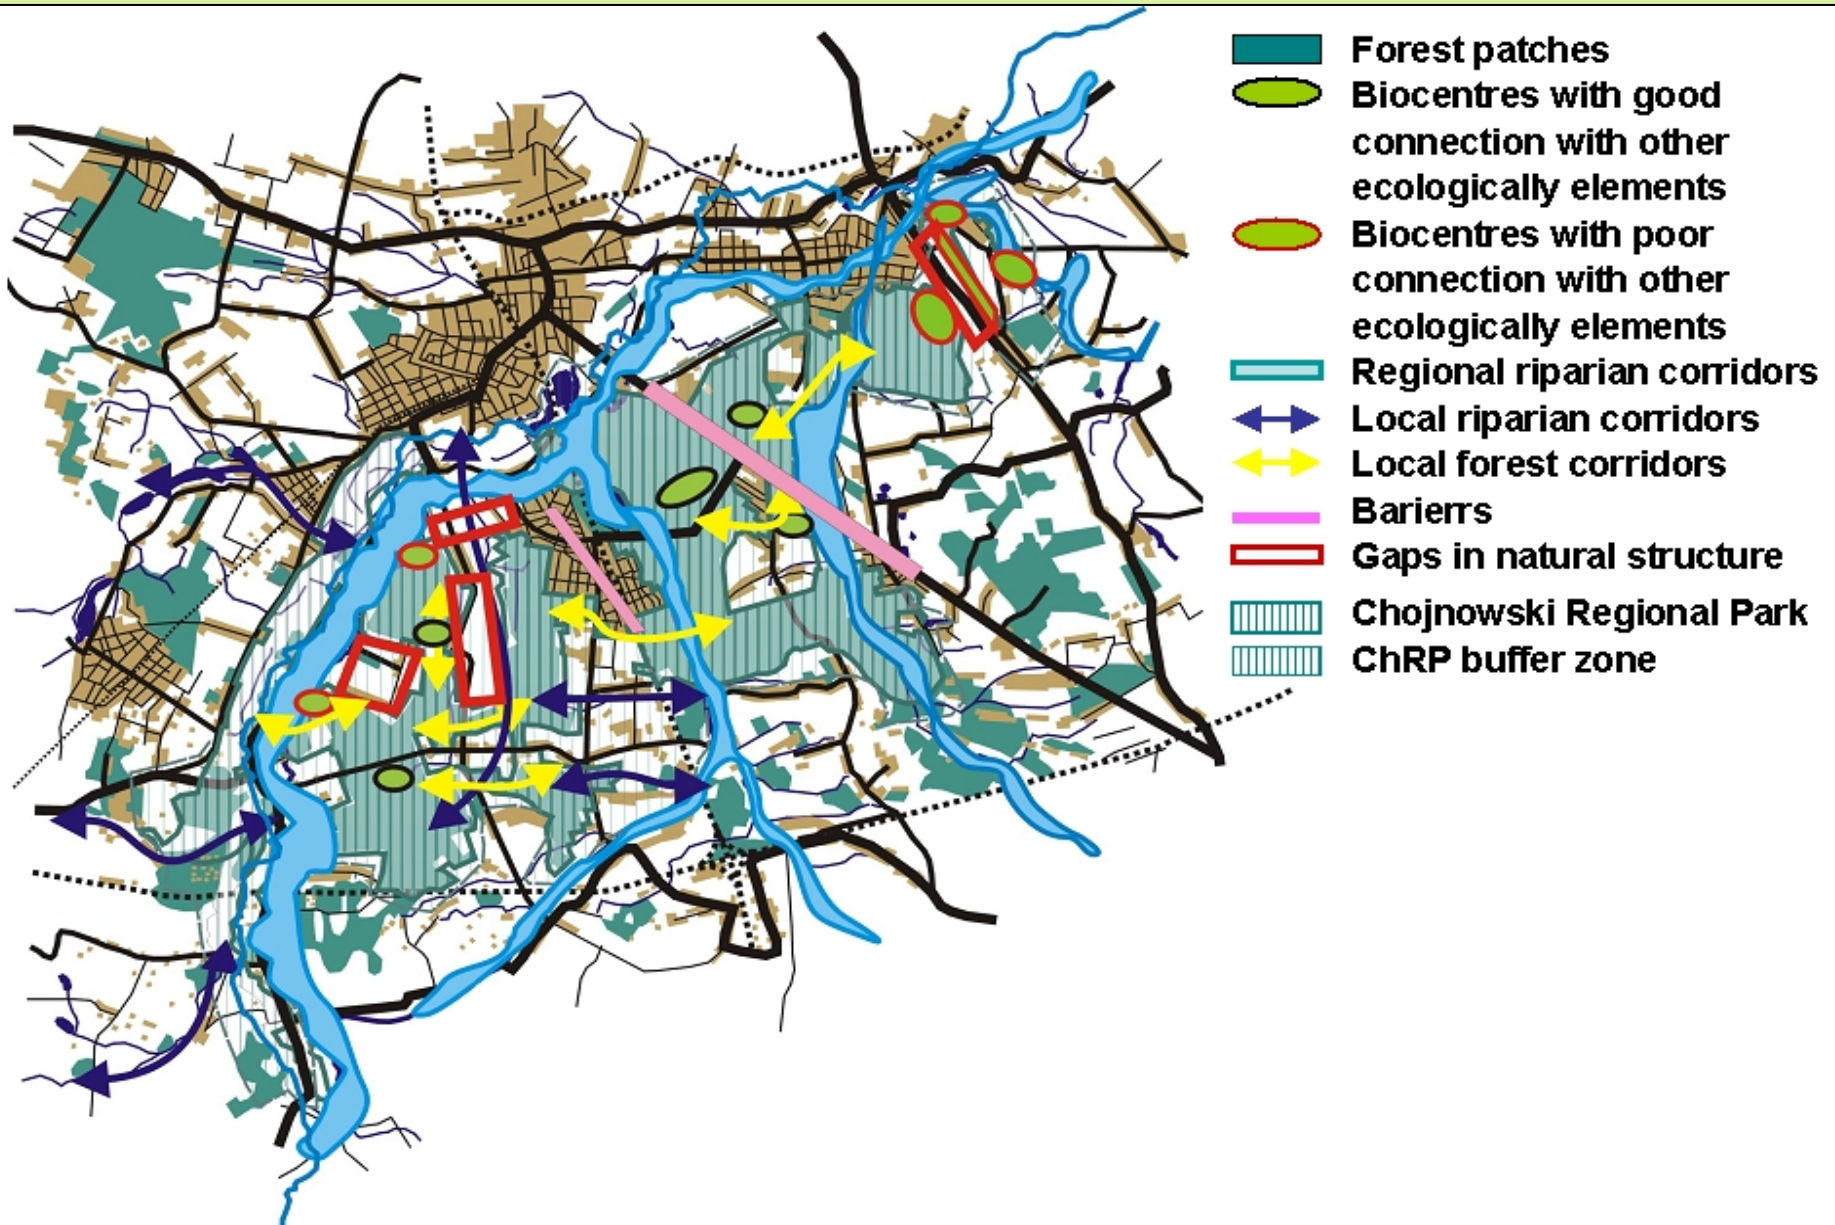 Forest patches
Biocentres with good
connection with other
ecologically elements
Biocentres with poor
connection with other
ecologically elements
Regional riparian corridors
Local riparian corridors
Local forest corridors
Barierrs
Gaps in natural structure
Chojnowski Regional Park
ChRP buffer zone